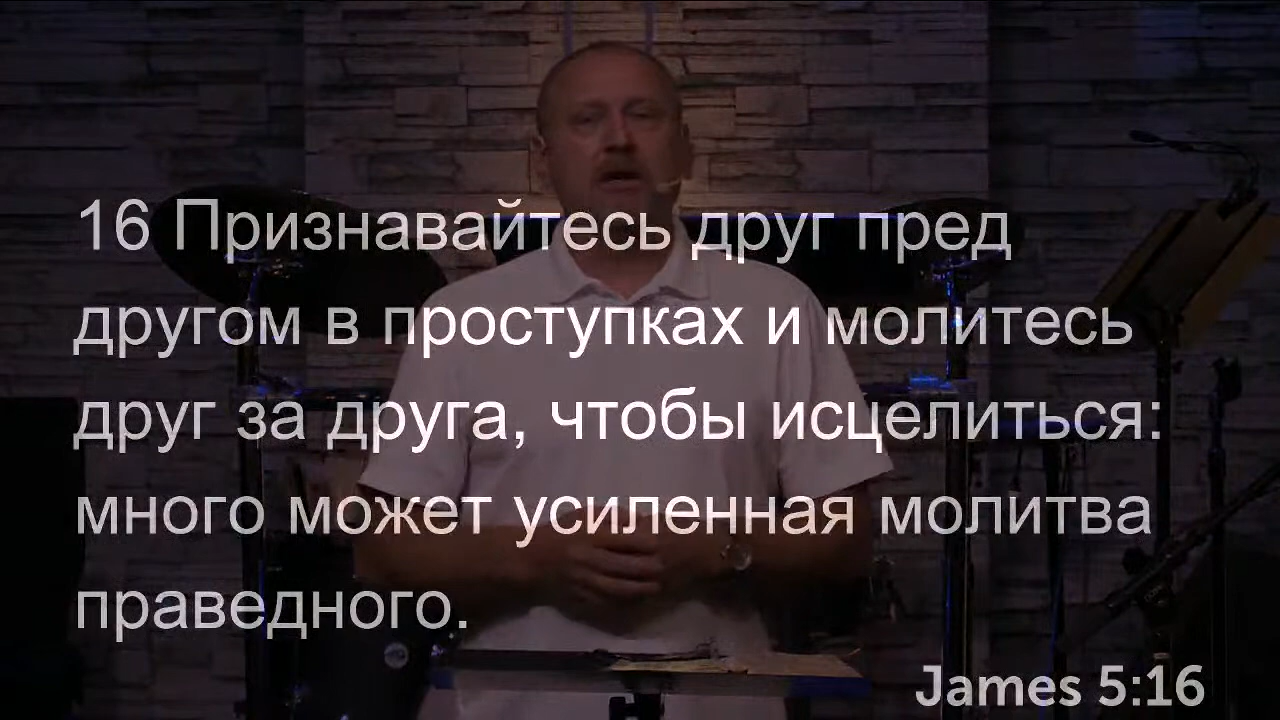 16 Признавайтесь друг пред
другом в проступках и молитесь
друг за друга, чтобы исцелиться:
много может усиленная молитва
праведного.
James 5:16